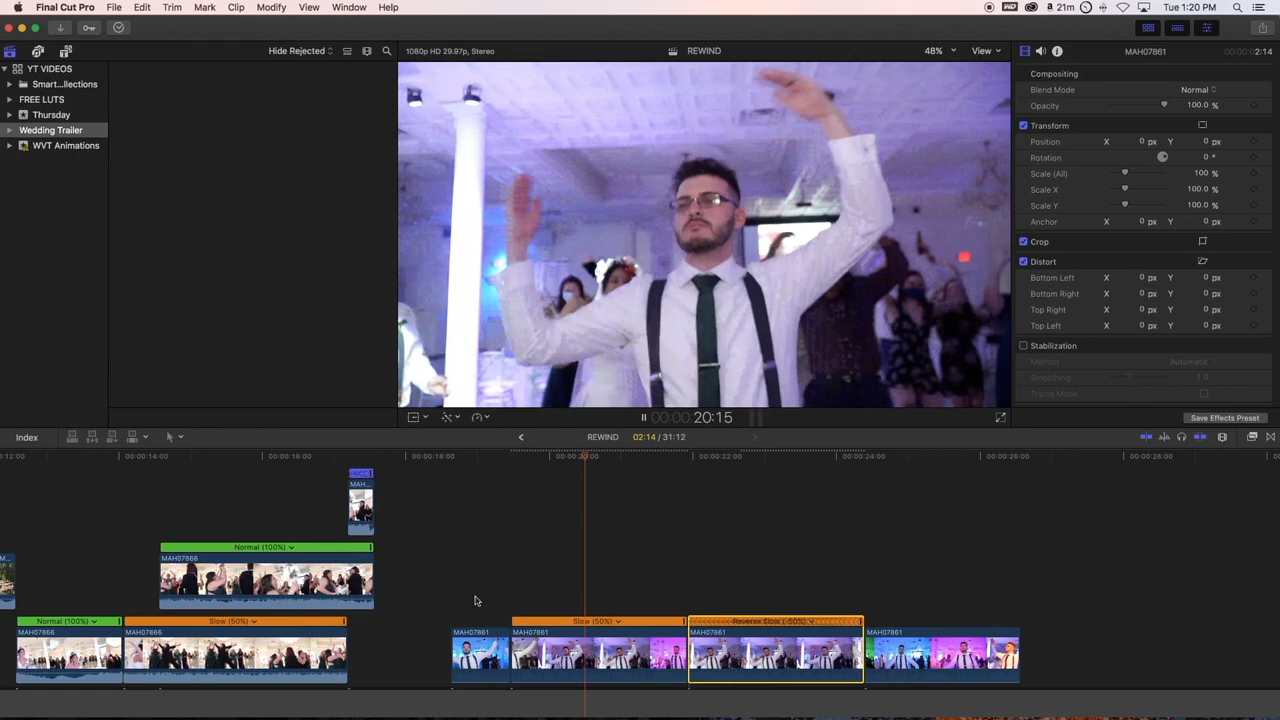 Final Cut Pro File Edit Trim Mark Clip Modify View Window Help
21m Tue 1:20 PM
Hide Rejected
1080p HD 29.97p, Stereo
REWIND
48%
View
MAH07861
2:14
YT VIDEOS
Smart...llections
FREE LUTS
Thursday
Wedding Trailer
WVT Animations
Compositing
Blend Mode Normal
Opacity 100.0 %
Transform
Position X 0 px Y 0 px
Rotation 0 °
Scale (All) 100 %
Scale X 100.0 %
Scale Y 100.0 %
Anchor X 0 px Y 0 px
Crop
Distort
Bottom Left X 0 px Y 0 px
Bottom Right X 0 px Y 0 px
Top Right X 0 px Y 0 px
Top Left X 0 px Y 0 px
Stabilization
Method Automatic
Smoothing 1.0
Tripod Mode
Save Effects Preset
00:00:20:15
Index
REWIND 02:14 / 31:12
00:00:14:00 00:00:16:00 00:00:18:00 00:00:20:00 00:00:22:00 00:00:24:00 00:00:26:00 00:00:28:00
MAH...
Normal (100%)
MAH07866
Normal (100%)
MAH07866
Slow (50%)
MAH07866
MAH07861
Slow (50%)
MAH07861
Reverse Slow (-50%)
MAH07861
MAH07861